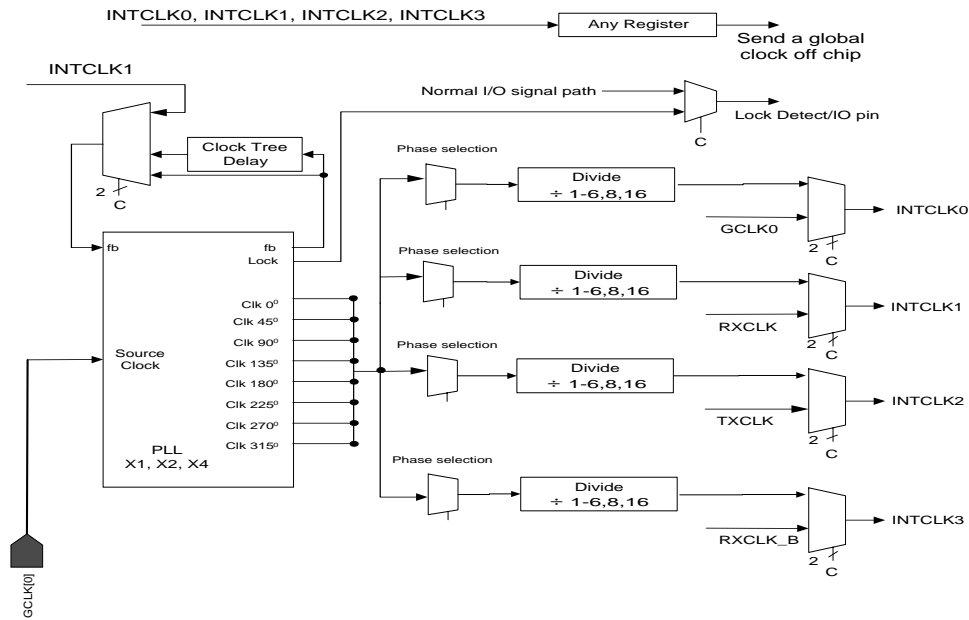 INTCLK0, INTCLK1, INTCLK2, INTCLK3
Any Register
Send a global
clock off chip
INTCLK1
Normal I/O signal path
Lock Detect/IO pin
C
Clock Tree
Delay
2
C
Phase selection
Divide
÷ 1-6,8,16
GCLK0
INTCLK0
2
C
fb
fb
Lock
Phase selection
Divide
÷ 1-6,8,16
RXCLK
INTCLK1
2
C
Clk 0º
Clk 45º
Clk 90º
Clk 135º
Clk 180º
Clk 225º
Clk 270º
Clk 315º
Source
Clock
PLL
X1, X2, X4
Phase selection
Divide
÷ 1-6,8,16
TXCLK
INTCLK2
2
C
Phase selection
Divide
÷ 1-6,8,16
RXCLK_B
INTCLK3
2
C
GCLK[0]